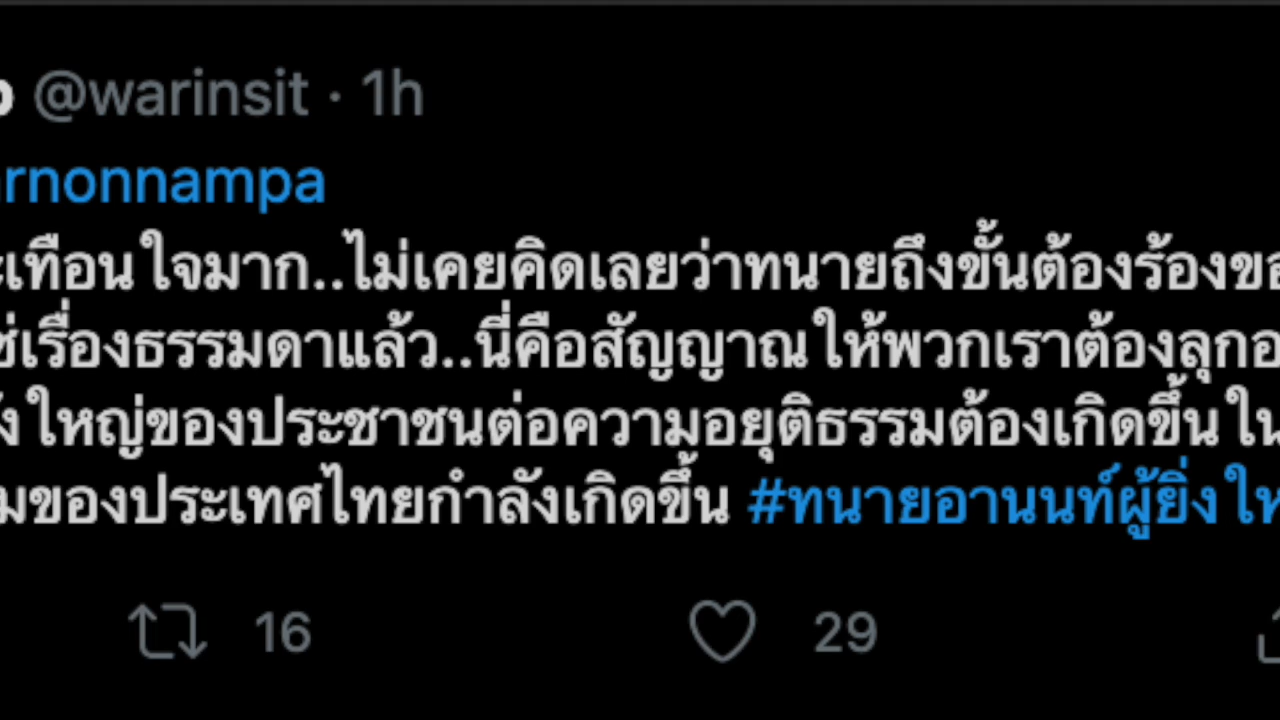 @warinsit · 1h
rnonnampa
เทือนใจมาก..ไม่เคยคิดเลยว่าทนายถึงขั้นต้องร้องขอ
เรื่องธรรมดาแล้ว..นี่คือสัญญาณให้พวกเราต้องลุก
ใหญ่ของประชาชนต่อความอยุติธรรมต้องเกิดขึ้นใน
ของประเทศไทยกำลังเกิดขึ้น #ทนายอานนท์ผู้ยิ่งให
16 29